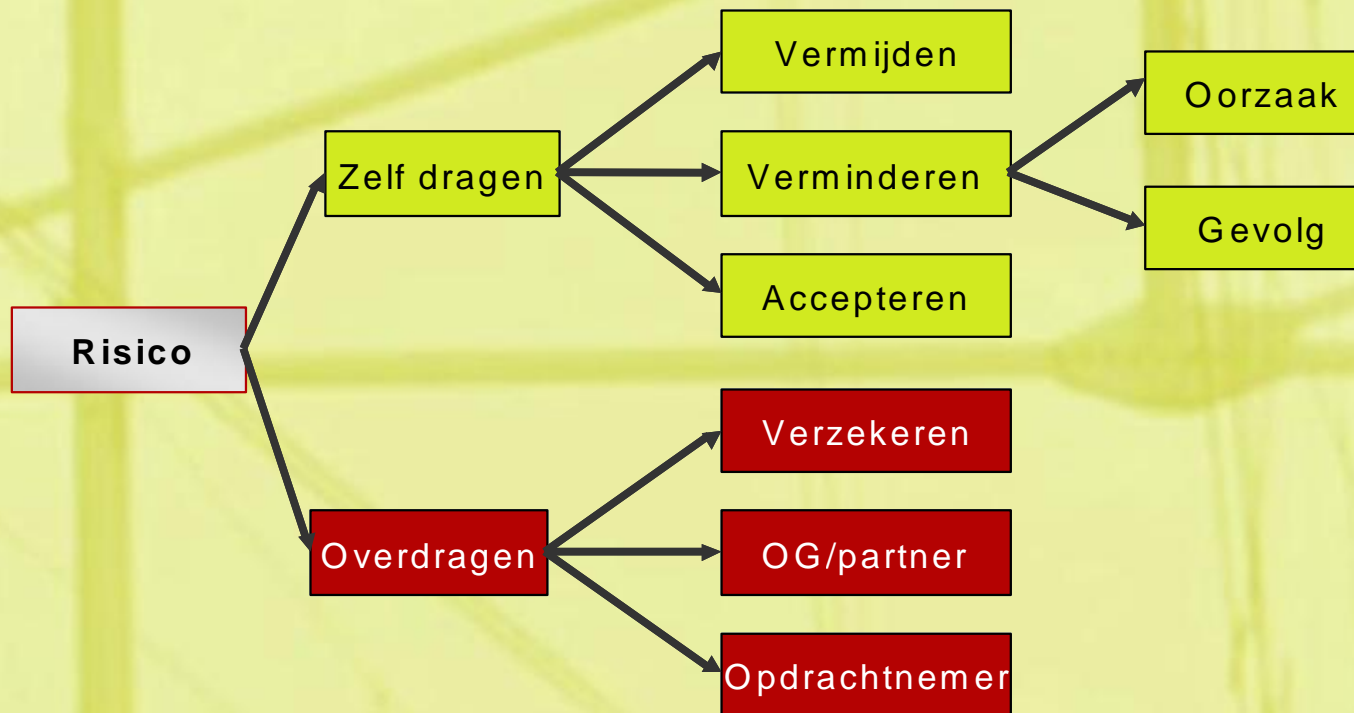 Vermijden
Oorzaak
Zelf dragen
Verminderen
Gevolg
Accepteren
Risico
Verzekeren
Overdragen
OG/partner
Opdrachtnemer